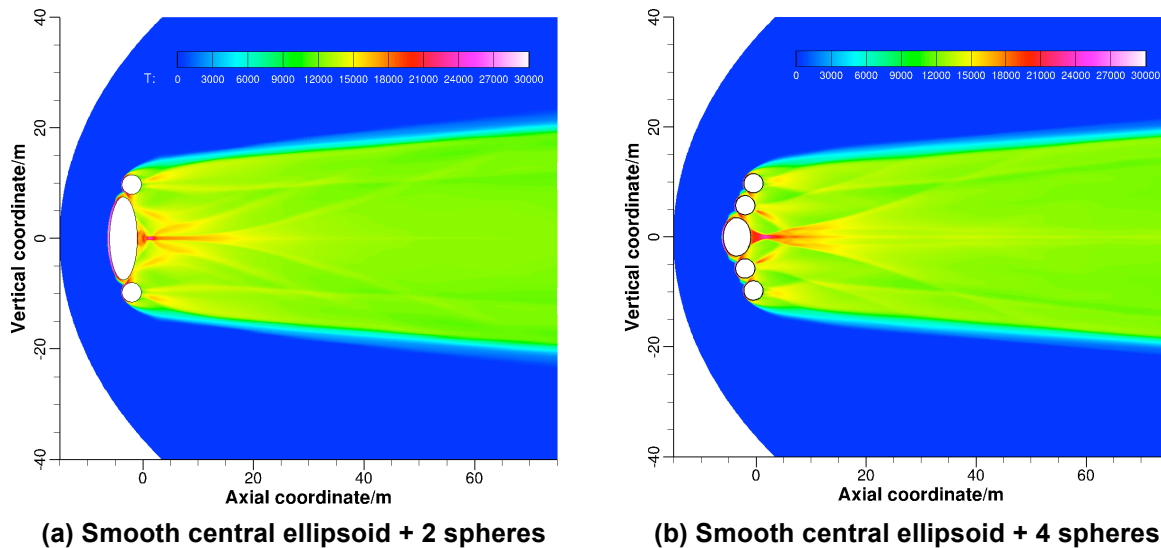 40
20
0
-20
-40
Vertical coordinate/m
T:
0 3000 6000 9000 12000 15000 18000 21000 24000 27000 30000
0 20 40 60
Axial coordinate/m
(a) Smooth central ellipsoid + 2 spheres
40
20
0
-20
-40
Vertical coordinate/m
0 3000 6000 9000 12000 15000 18000 21000 24000 27000 30000
0 20 40 60
Axial coordinate/m
(b) Smooth central ellipsoid + 4 spheres